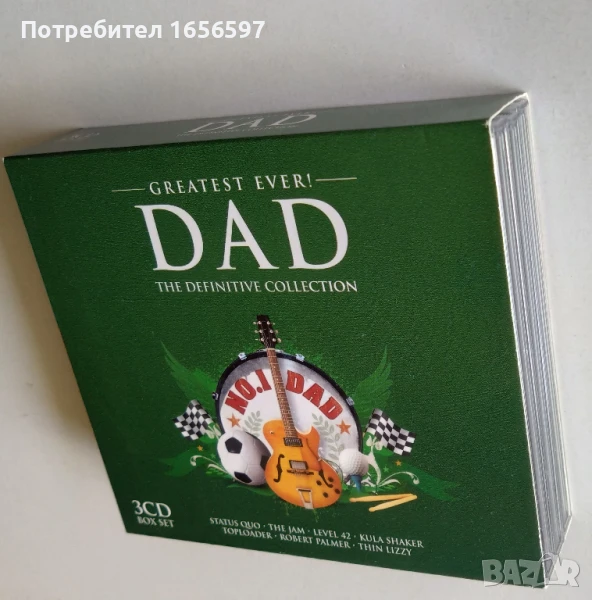 Потребител 1656597
DAD
GREATEST EVER!
DAD
THE DEFINITIVE COLLECTION
NO.1 DAD
3CD
BOX SET
STATUS QUO · THE JAM · LEVEL 42 · KULA SHAKER
TOPLOADER · ROBERT PALMER · THIN LIZZY
BAZAR